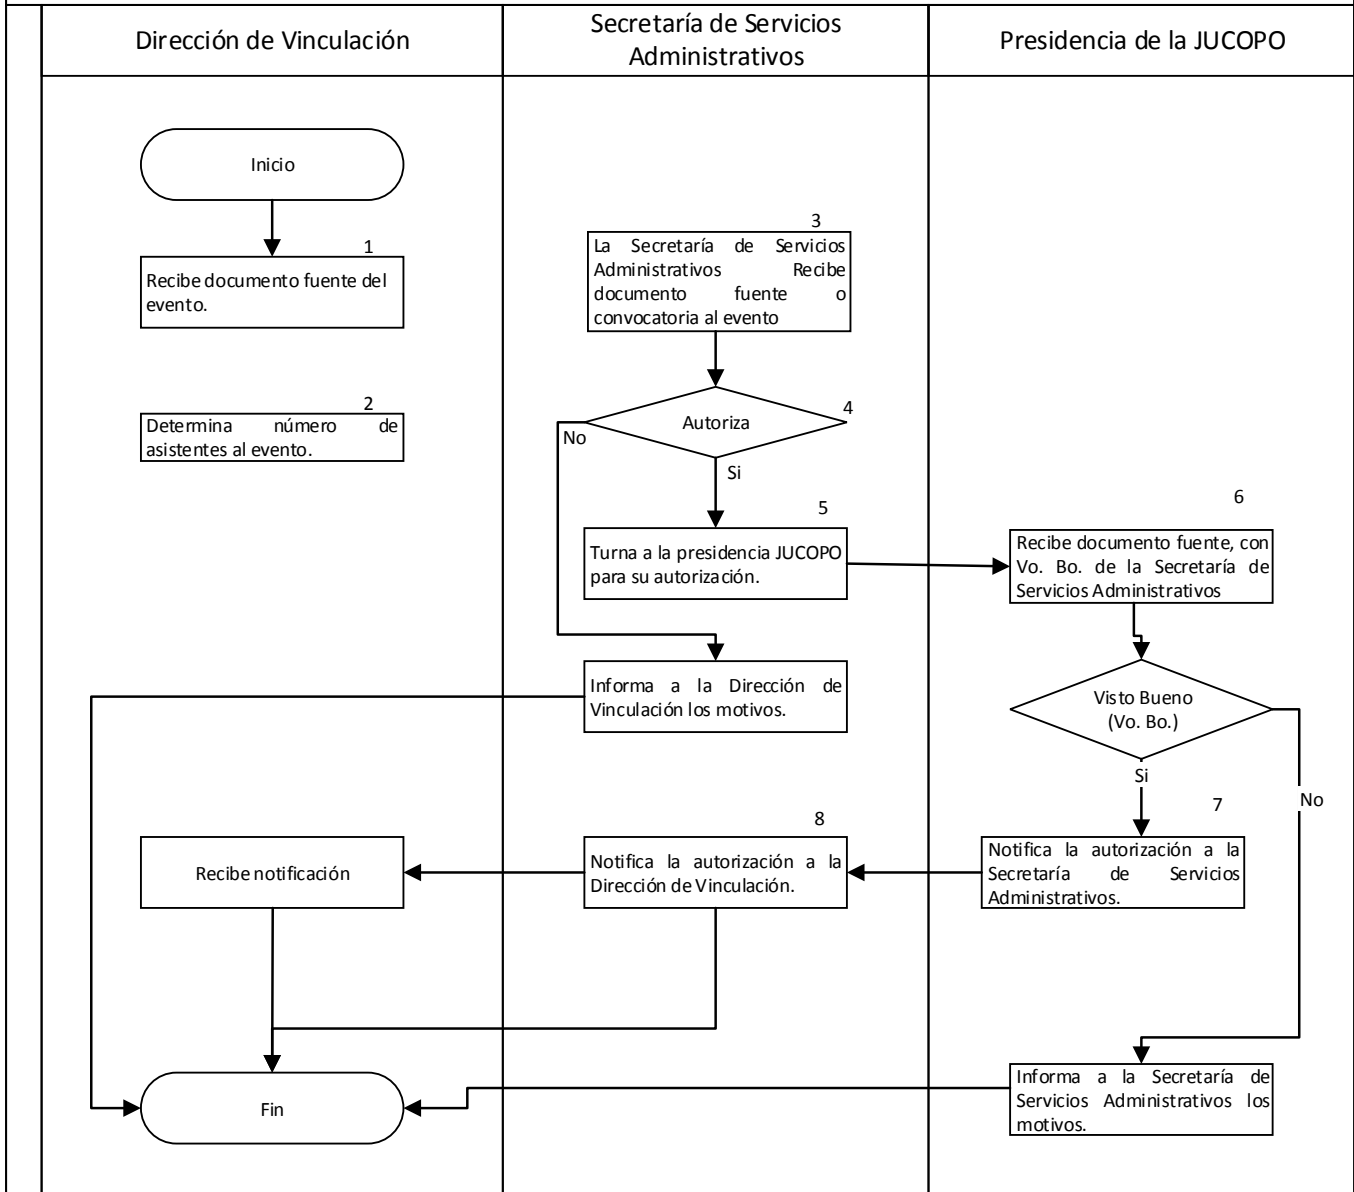 Dirección de Vinculación
Secretaría de Servicios
Administrativos
Presidencia de la JUCOPO
Inicio
1
Recibe documento fuente del
evento.
2
Determina número de
asistentes al evento.
3
La Secretaría de Servicios
Administrativos Recibe
documento fuente o
convocatoria al evento
4
Autoriza
No
Si
5
Turna a la presidencia JUCOPO
para su autorización.
6
Recibe documento fuente, con
Vo. Bo. de la Secretaría de
Servicios Administrativos
Informa a la Dirección de
Vinculación los motivos.
Visto Bueno
(Vo. Bo.)
Si
No
7
Notifica la autorización a la
Secretaría de Servicios
Administrativos.
8
Notifica la autorización a la
Dirección de Vinculación.
Recibe notificación
Informa a la Secretaría de
Servicios Administrativos los
motivos.
Fin